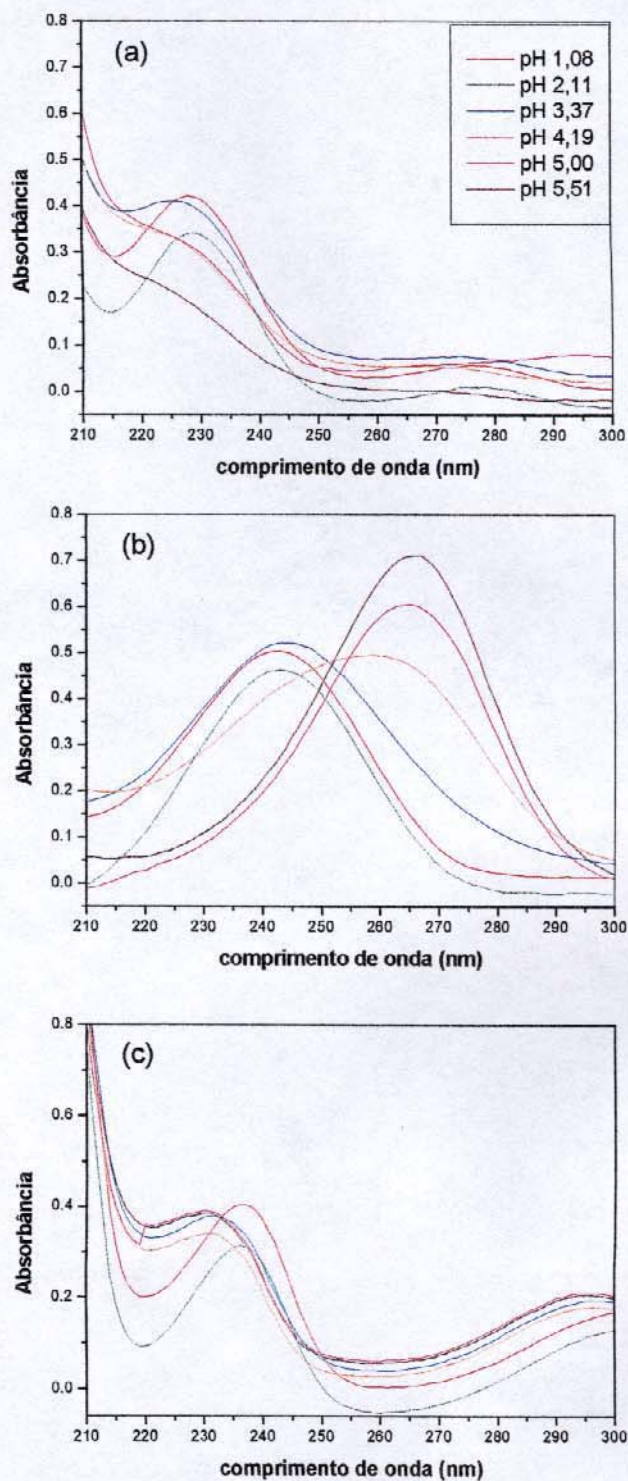 (a)
pH 1,08
pH 2,11
pH 3,37
pH 4,19
pH 5,00
pH 5,51
0.8
0.7
0.6
0.5
0.4
0.3
0.2
0.1
0.0
Absorbância
210 220 230 240 250 260 270 280 290 300
comprimento de onda (nm)
(b)
0.8
0.7
0.6
0.5
0.4
0.3
0.2
0.1
0.0
Absorbância
210 220 230 240 250 260 270 280 290 300
comprimento de onda (nm)
(c)
0.8
0.6
0.4
0.2
0.0
Absorbância
210 220 230 240 250 260 270 280 290 300
comprimento de onda (nm)